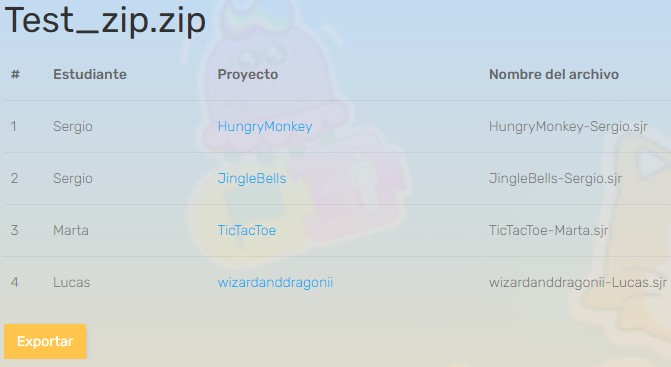 Test_zip.zip
# Estudiante Proyecto Nombre del archivo
1 Sergio HungryMonkey HungryMonkey-Sergio.sjr
2 Sergio JingleBells JingleBells-Sergio.sjr
3 Marta TicTacToe TicTacToe-Marta.sjr
4 Lucas wizardanddragonii wizardanddragonii-Lucas.sjr
Exportar